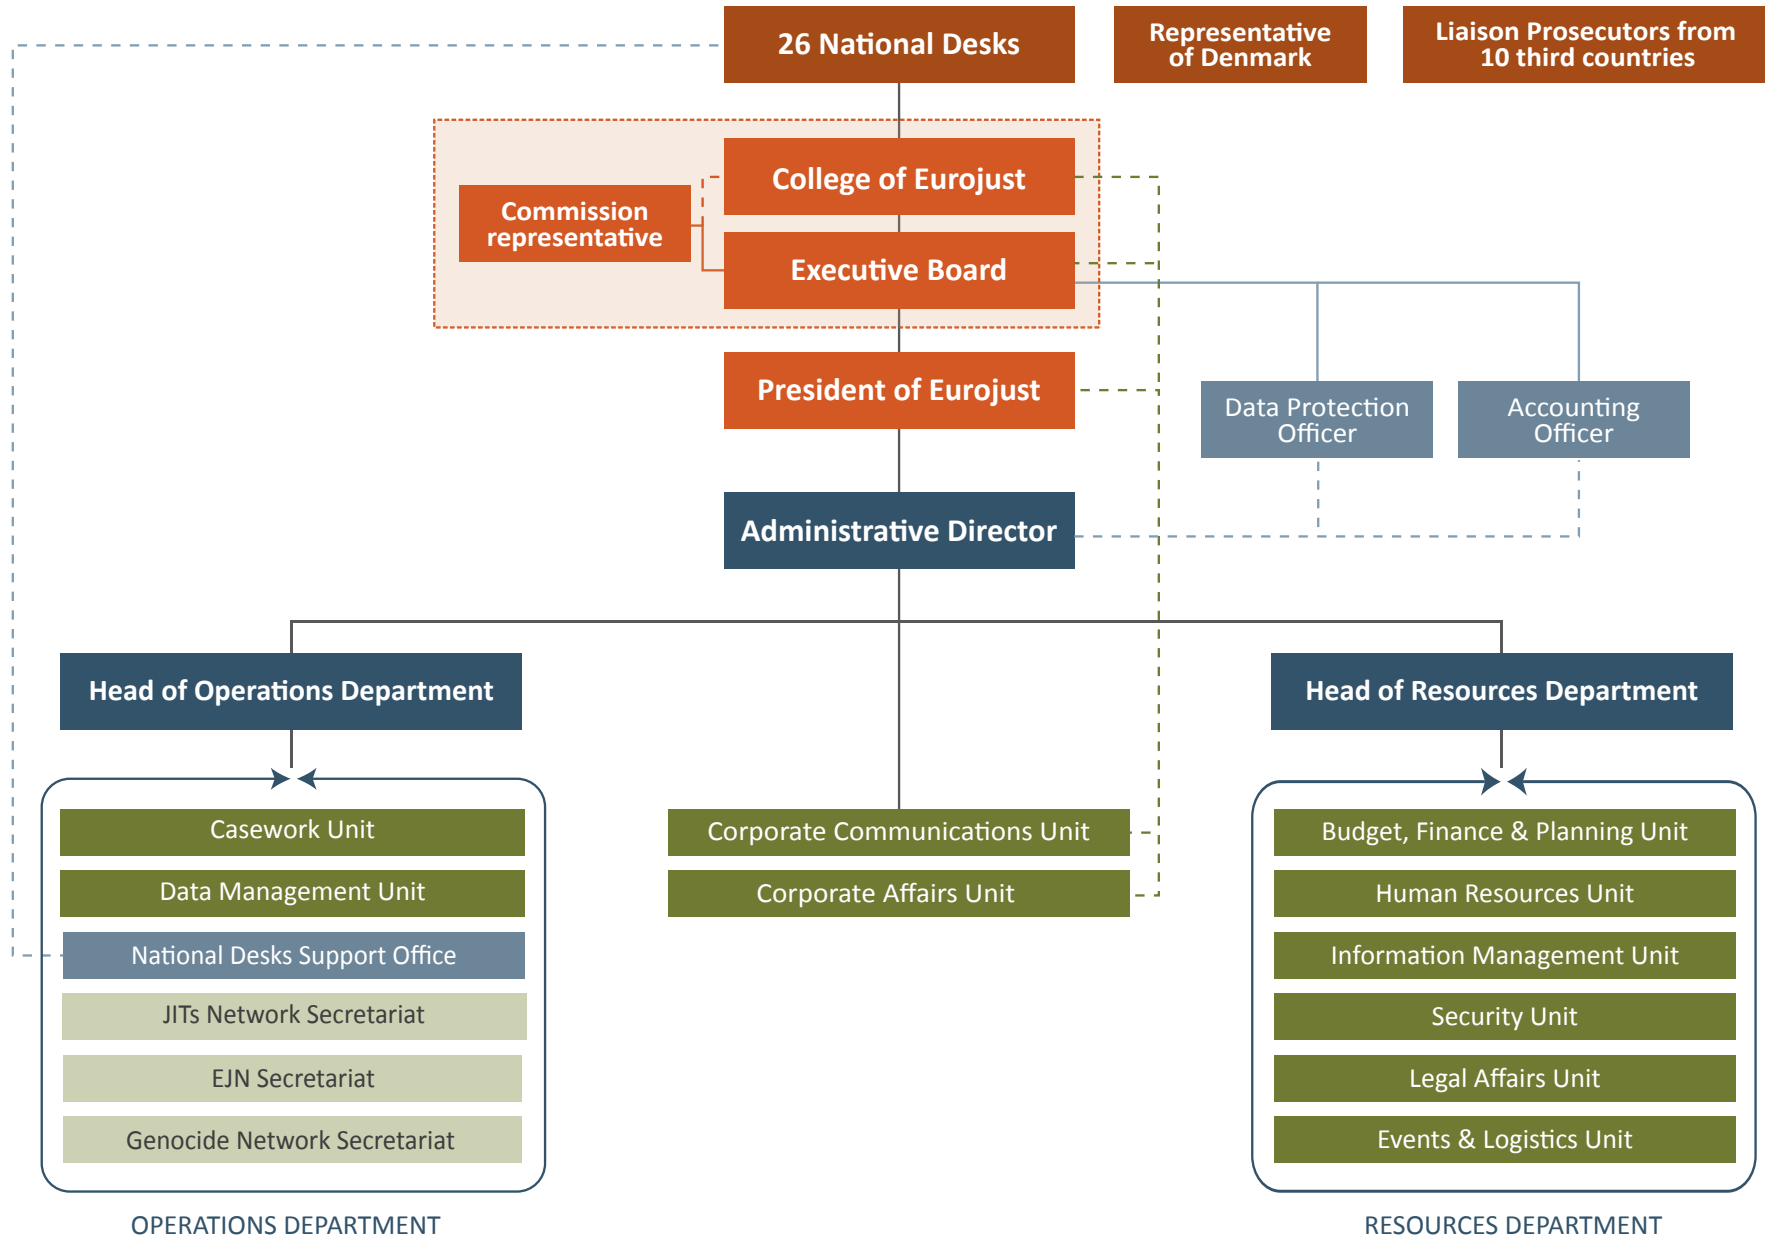 26 National Desks
Representative
of Denmark
Liaison Prosecutors from
10 third countries
College of Eurojust
Commission
representative
Executive Board
President of Eurojust
Data Protection
Officer
Accounting
Officer
Administrative Director
Head of Operations Department
Head of Resources Department
Casework Unit
Data Management Unit
National Desks Support Office
JITs Network Secretariat
EJN Secretariat
Genocide Network Secretariat
Corporate Communications Unit
Corporate Affairs Unit
Budget, Finance & Planning Unit
Human Resources Unit
Information Management Unit
Security Unit
Legal Affairs Unit
Events & Logistics Unit
OPERATIONS DEPARTMENT
RESOURCES DEPARTMENT